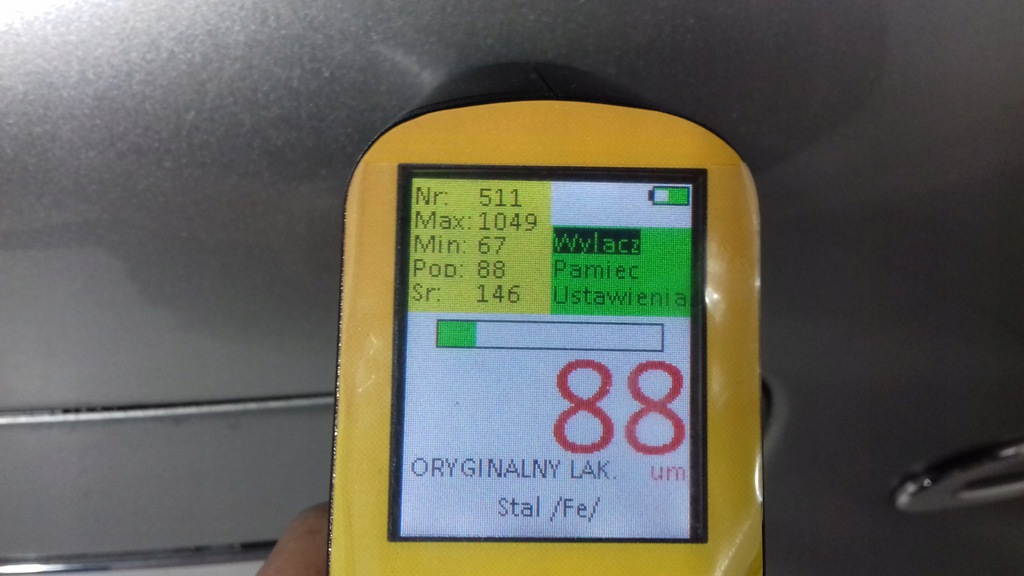 Nr: 511
Max: 1049
Min: 67
Pop: 88
Sr: 146
Wylacz
Pamiec
Ustawienia
88
um
ORYGINALNY LAK.
Stal /Fe/